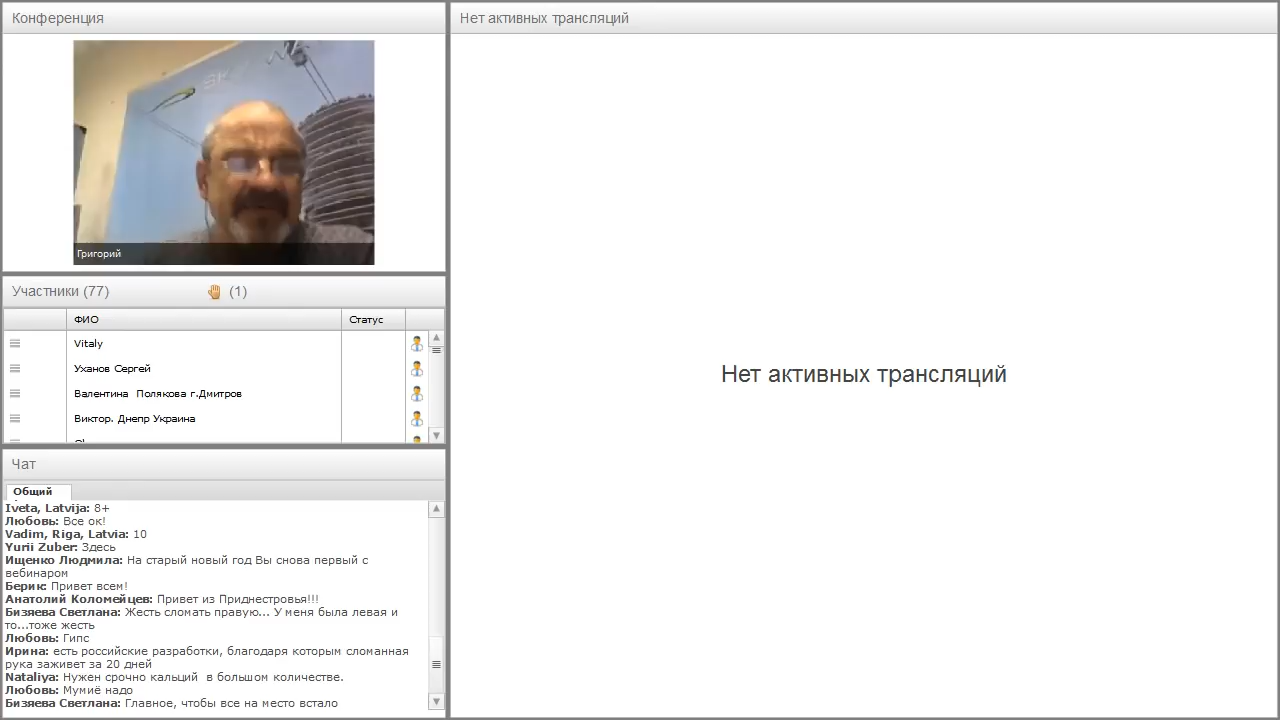 Конференция
Нет активных трансляций
SK
W
Григорий
Участники (77)
(1)
ФИО
Статус
Vitaly
Уханов Сергей
Валентина Полякова г.Дмитров
Виктор. Днепр Украина
Чат
Общий
Iveta, Latvija: 8+
Любовь: Все ок!
Vadim, Riga, Latvia: 10
Yurii Zuber: Здесь
Ищенко Людмила: На старый новый год Вы снова первый с
вебинаром
Берик: Привет всем!
Анатолий Коломейцев: Привет из Приднестровья!!!
Бизяева Светлана: Жесть сломать правую... У меня была левая и
то...тоже жесть
Любовь: Гипс
Ирина: есть российские разработки, благодаря которым сломанная
рука заживет за 20 дней
Nataliya: Нужен срочно кальций в большом количестве.
Любовь: Мумиё надо
Бизяева Светлана: Главное, чтобы все на место встало
Нет активных трансляций